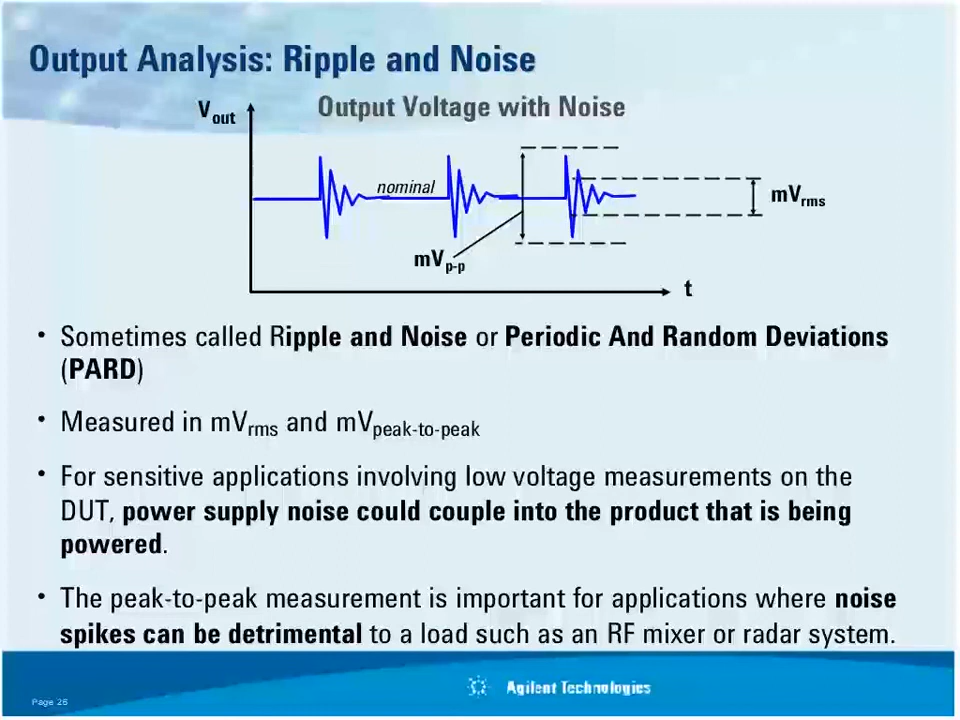 Output Analysis: Ripple and Noise
Output Voltage with Noise
Vout
nominal
mVrms
mVp-p
t
• Sometimes called Ripple and Noise or Periodic And Random Deviations
(PARD)
• Measured in mVrms and mVpeak-to-peak
• For sensitive applications involving low voltage measurements on the
DUT, power supply noise could couple into the product that is being
powered.
• The peak-to-peak measurement is important for applications where noise
spikes can be detrimental to a load such as an RF mixer or radar system.
Agilent Technologies
Page 26